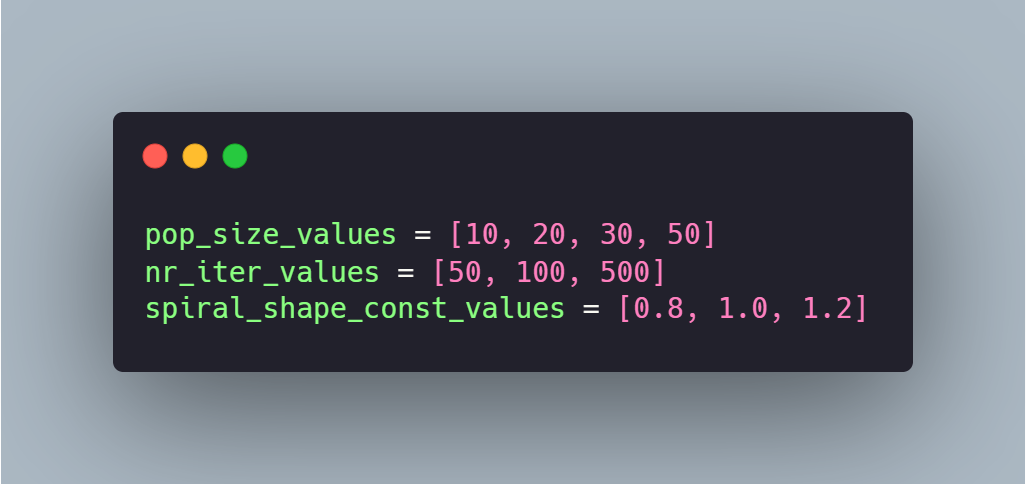 pop_size_values = [10, 20, 30, 50]
nr_iter_values = [50, 100, 500]
spiral_shape_const_values = [0.8, 1.0, 1.2]